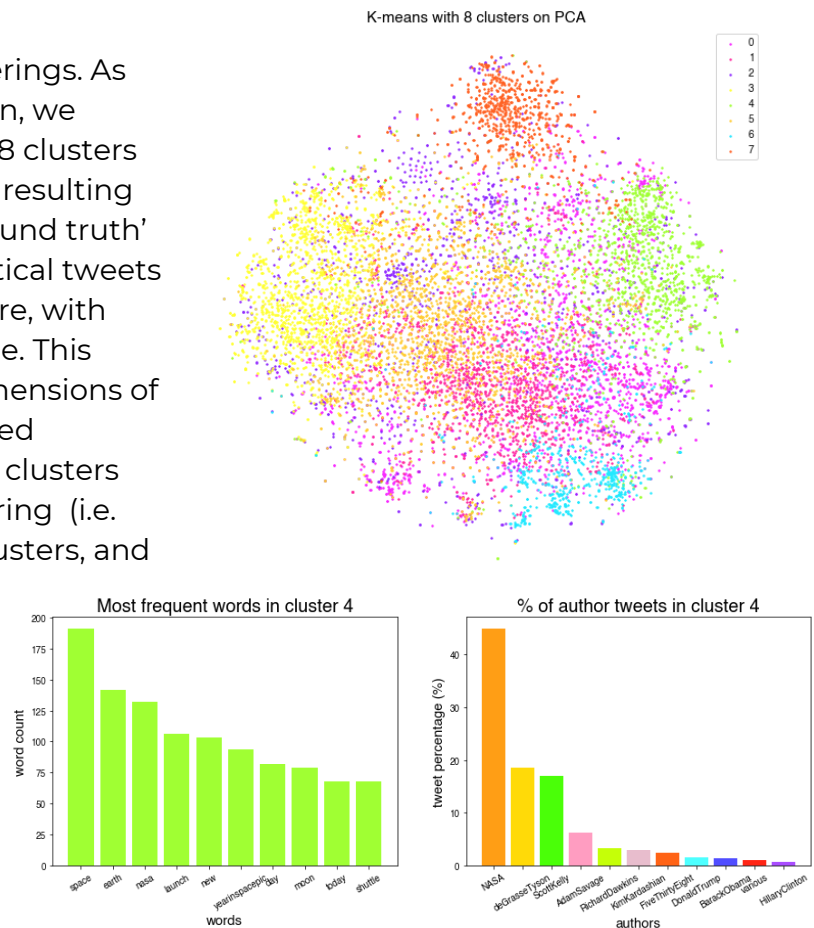 K-means with 8 clusters on PCA
0
1
2
3
4
5
6
7
erings. As
n, we
8 clusters
resulting
und truth’
tical tweets
re, with
e. This
nensions of
ed
clusters
ring (i.e.
usters, and
Most frequent words in cluster 4
200
175
150
125
100
75
50
25
0
word count
space
earth
nasa
launch
new
yearinspacepic
day
moon
today
shuttle
words
% of author tweets in cluster 4
40
30
20
10
0
tweet percentage (%)
NASA
deGrasseTyson
ScottKelly
AdamSavage
RichardDawkins
KimKardashian
FiveThirtyEight
DonaldTrump
BarackObama
various
HillaryClinton
authors